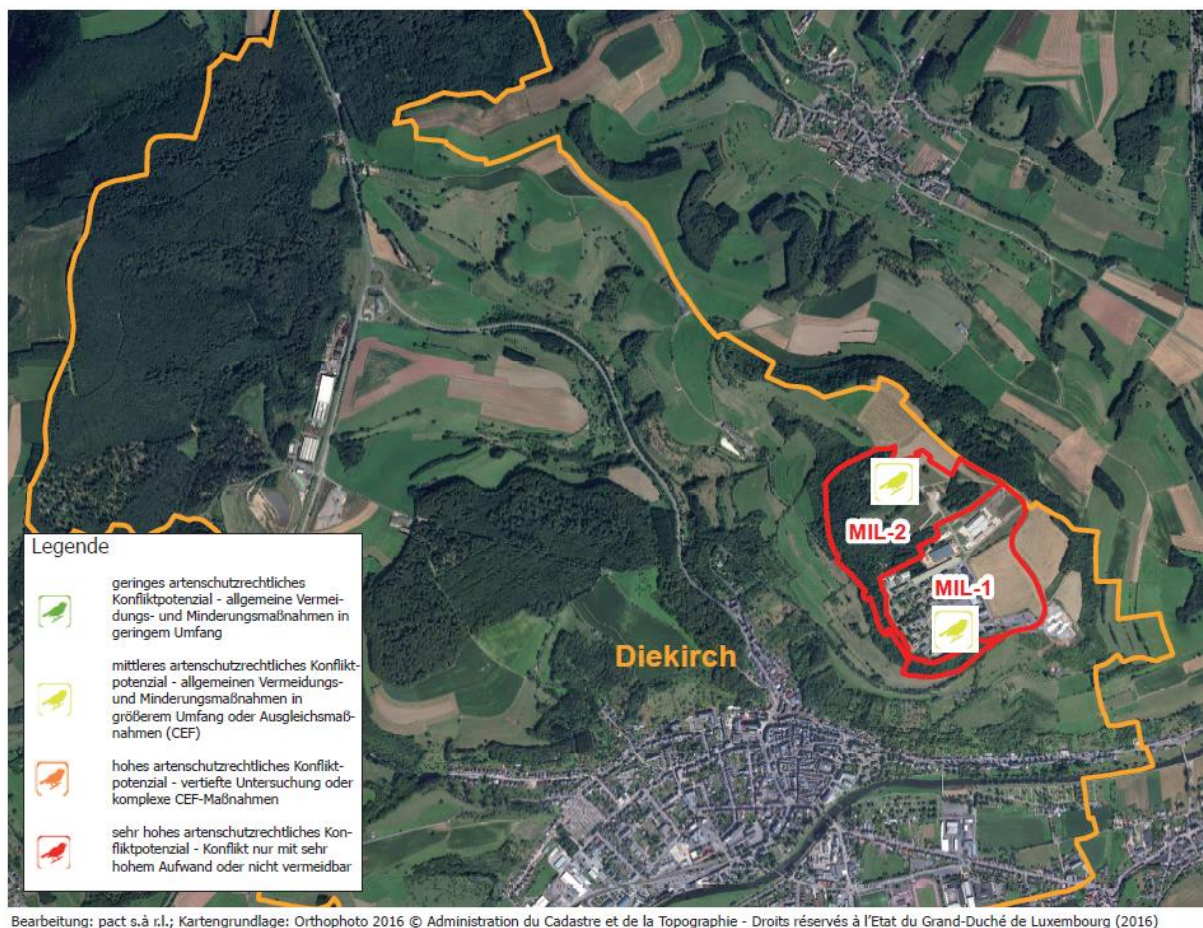 MIL-2
MIL-1
Diekirch
Legende
geringes artenschutzrechtliches
Konfliktpotenzial - allgemeine Vermei-
dungs- und Minderungsmaßnahmen in
geringem Umfang
mittleres artenschutzrechtliches Konflikt-
potenzial - allgemeinen Vermeidungs-
und Minderungsmaßnahmen in
größerem Umfang oder Ausgleichsmaß-
nahmen (CEF)
hohes artenschutzrechtliches Konflikt-
potenzial - vertiefte Untersuchung oder
komplexe CEF-Maßnahmen
sehr hohes artenschutzrechtliches Kon-
fliktpotenzial - Konflikt nur mit sehr
hohem Aufwand oder nicht vermeidbar
Bearbeitung: pact s.à r.l.; Kartengrundlage: Orthophoto 2016 © Administration du Cadastre et de la Topographie - Droits réservés à l'Etat du Grand-Duché de Luxembourg (2016)